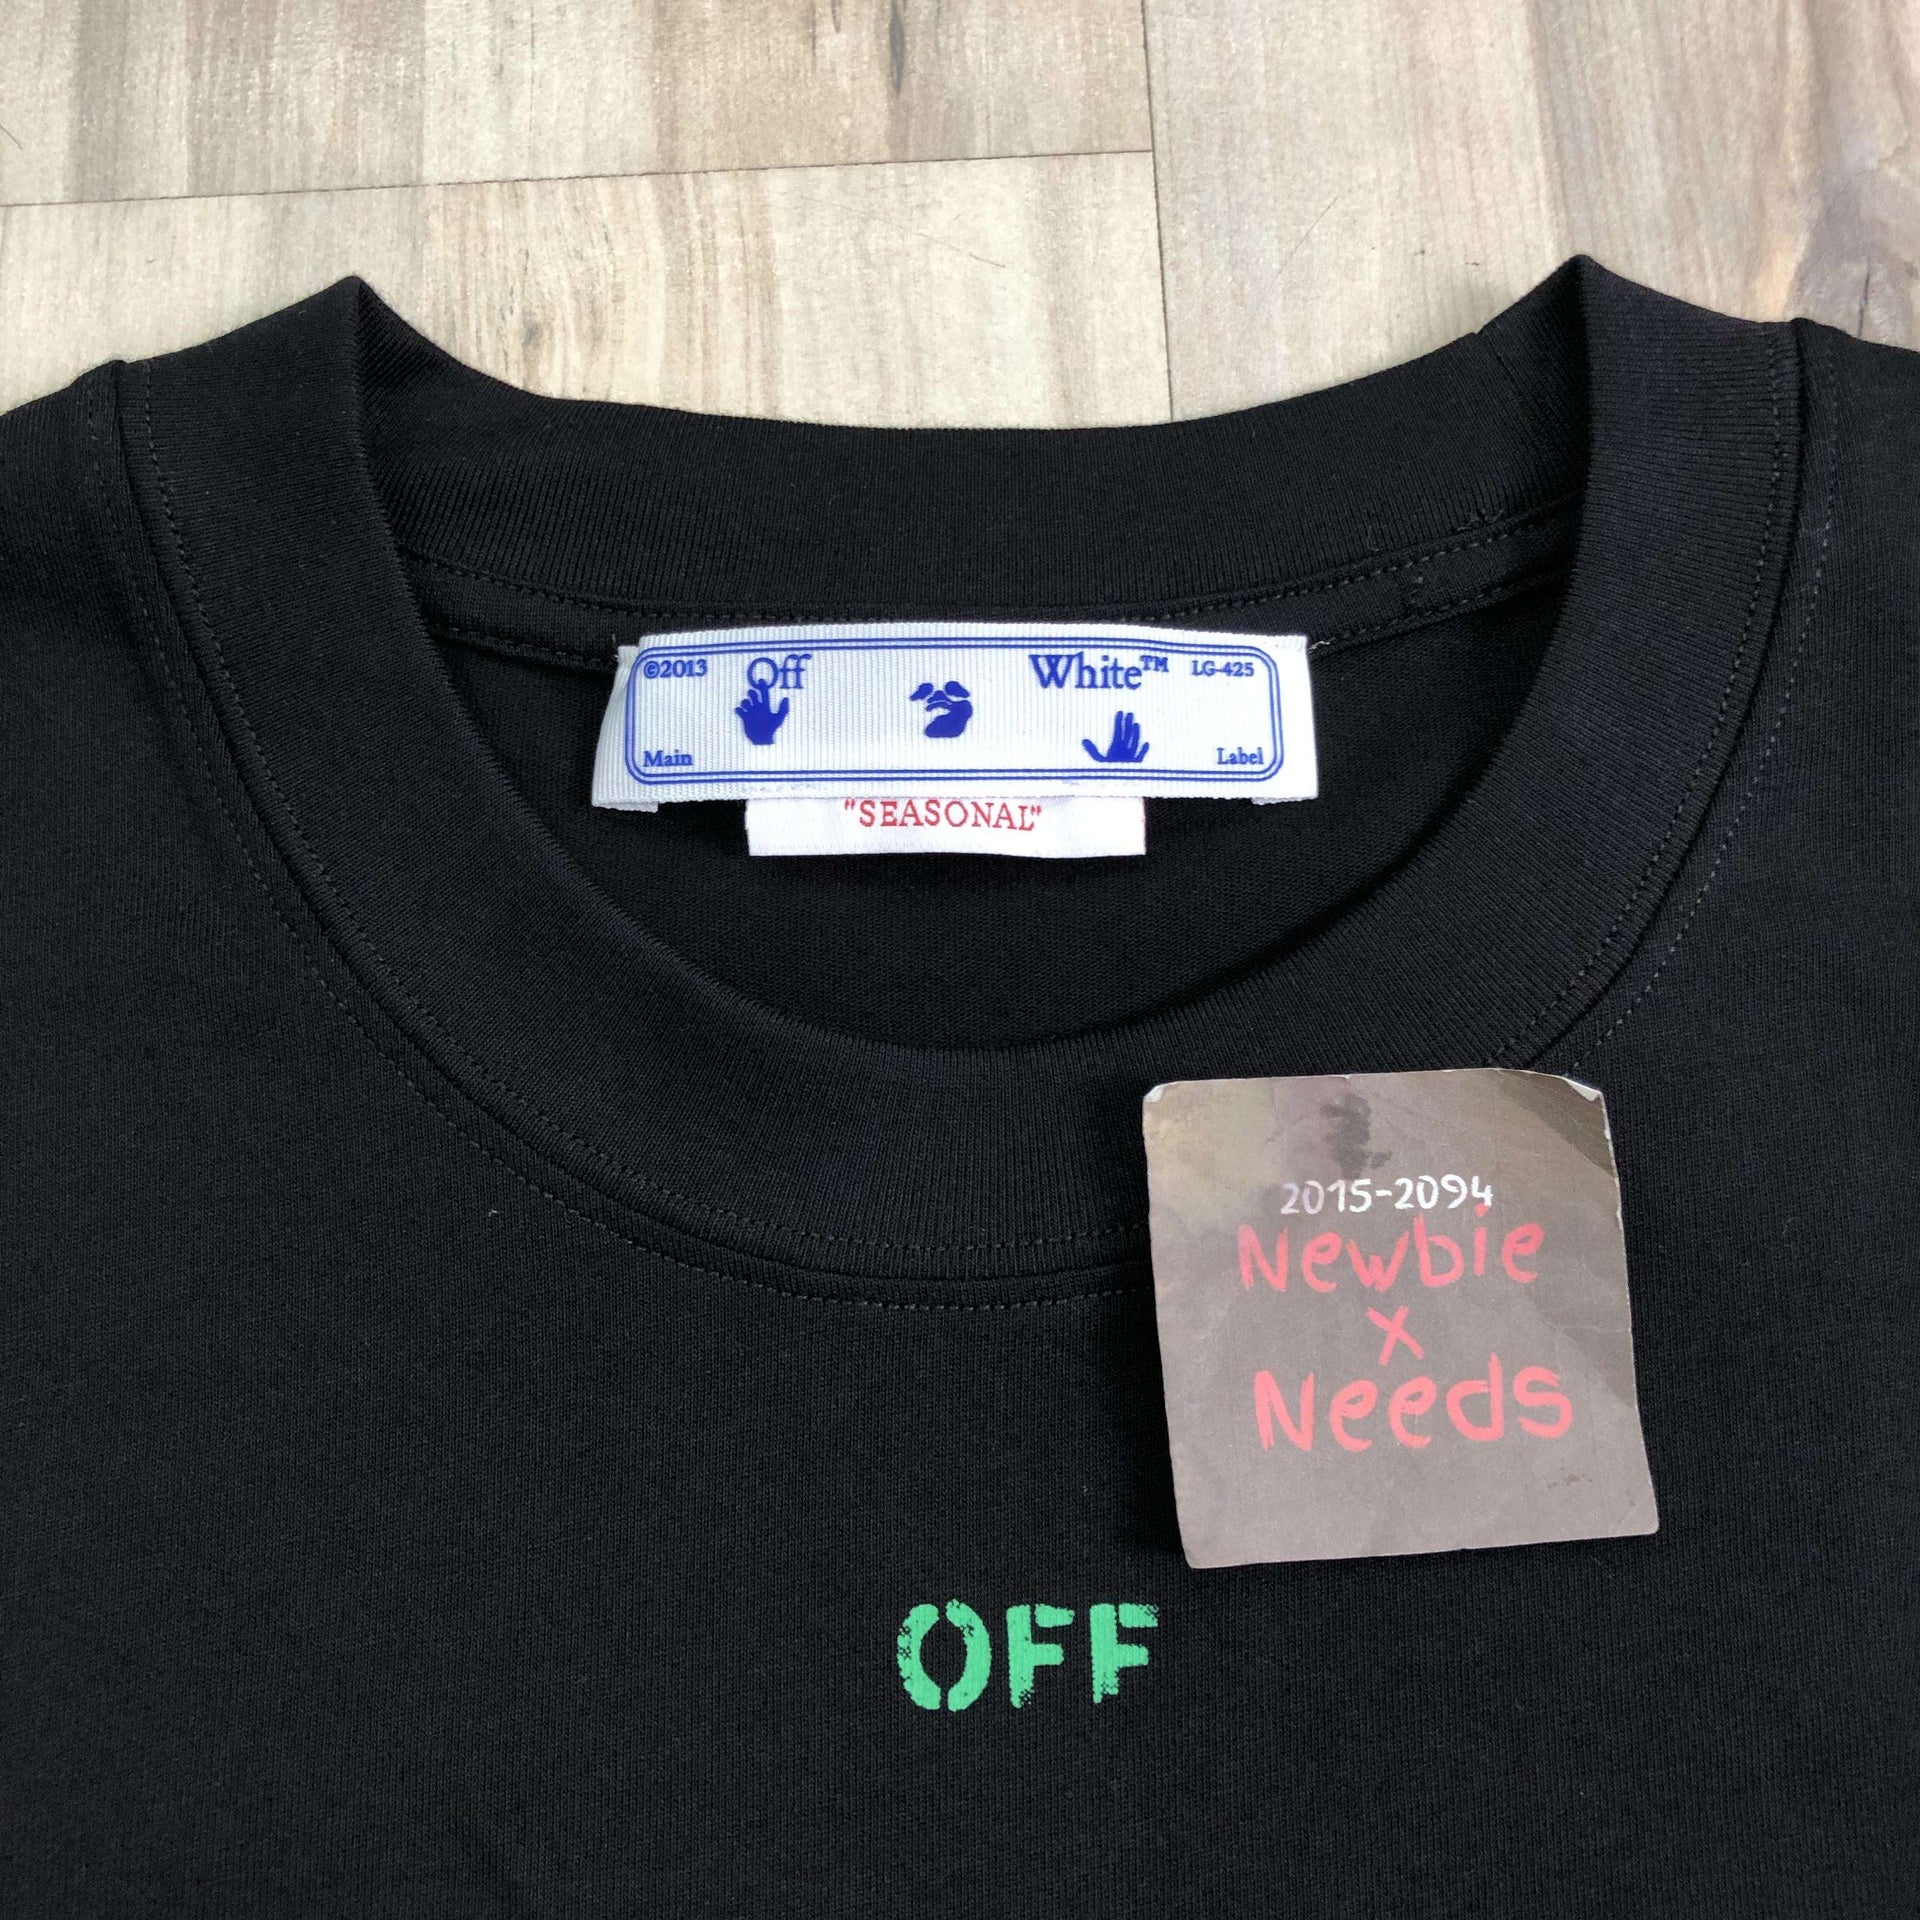 ©2013 Off White™ LG-425
Main Label
"SEASONAL"
2015-2094
Newbie
x
Needs
OFF